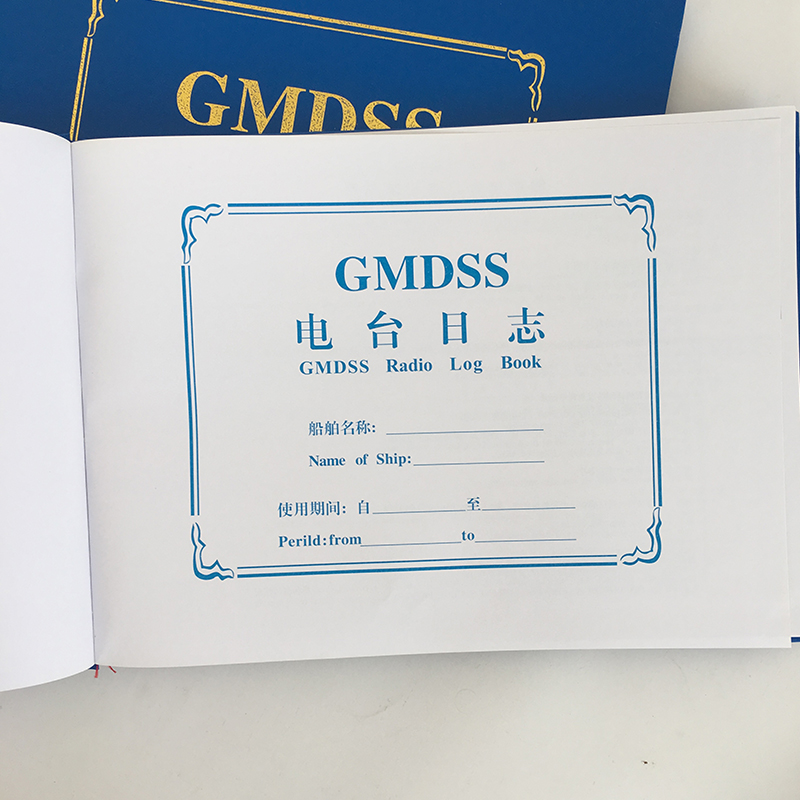 GMDSS
GMDSS
电台日志
GMDSS Radio Log Book
船舶名称:
Name of Ship:
使用期间: 自 至
Perild:from to